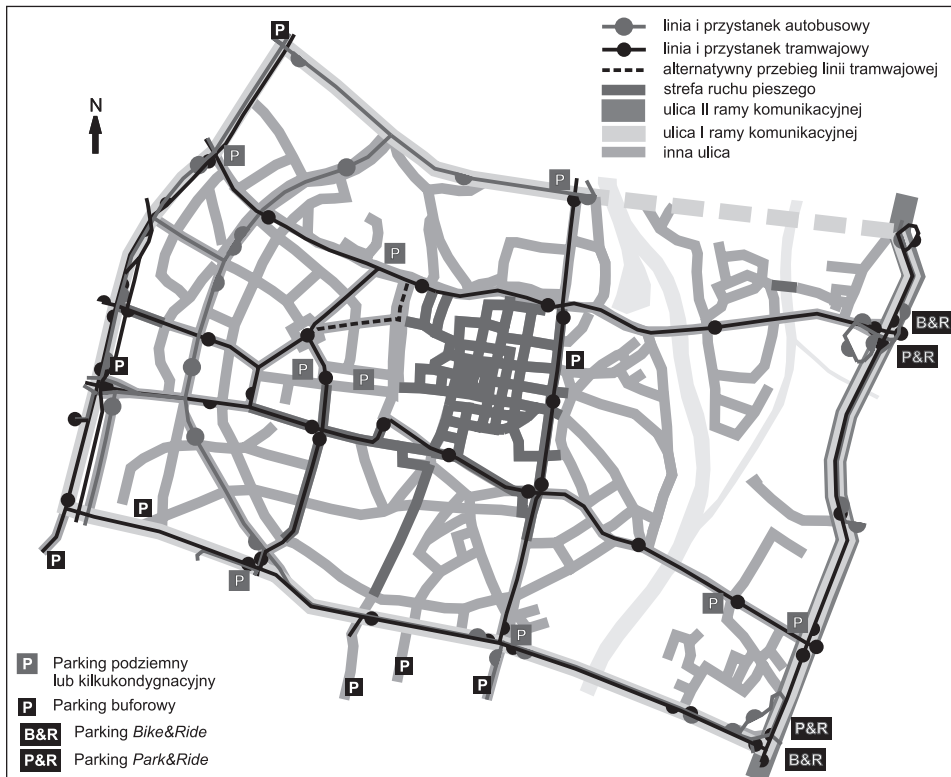 linia i przystanek autobusowy
linia i przystanek tramwajowy
alternatywny przebieg linii tramwajowej
strefa ruchu pieszego
ulica II ramy komunikacyjnej
ulica I ramy komunikacyjnej
inna ulica
N
P
P
P
P
B&R
P
P&R
P
P
P
P
P
P
P
P
P
P
P
P
P
P&R
B&R
P Parking podziemny
lub kilkukondygnacyjny
P Parking buforowy
B&R Parking Bike&Ride
P&R Parking Park&Ride